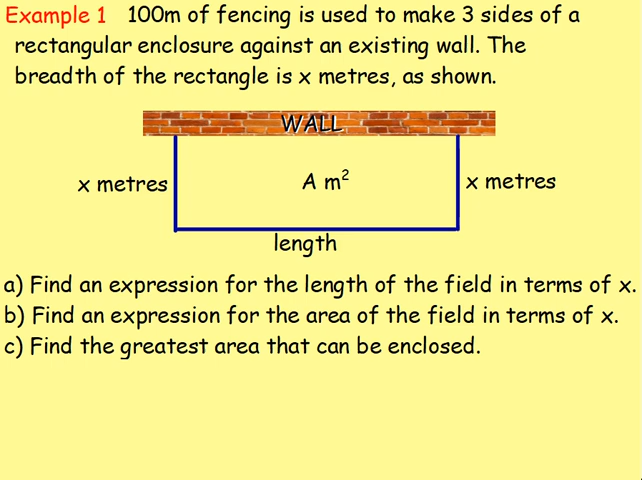 Example 1 100m of fencing is used to make 3 sides of a
rectangular enclosure against an existing wall. The
breadth of the rectangle is x metres, as shown.
WALL
x metres
A m²
x metres
length
a) Find an expression for the length of the field in terms of x.
b) Find an expression for the area of the field in terms of x.
c) Find the greatest area that can be enclosed.